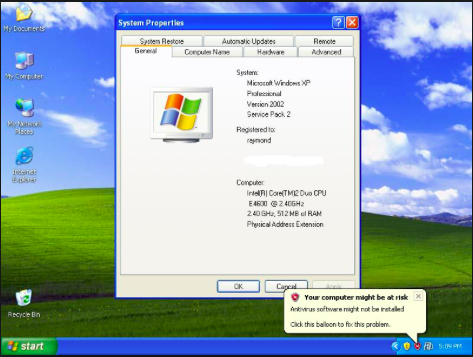 My Documents
My Computer
My Network
Places
Internet
Explorer
Recycle Bin
System Properties
System Restore
Automatic Updates
Remote
General
Computer Name
Hardware
Advanced
System:
Microsoft Windows XP
Professional
Version 2002
Service Pack 2
Registered to:
raymond
Computer:
Intel(R) Core(TM)2 Duo CPU
E4600 @ 2.40GHz
2.40 GHz, 512 MB of RAM
Physical Address Extension
OK
Cancel
Apply
Your computer might be at risk
Antivirus software might not be installed
Click this balloon to fix this problem.
start
5:09 PM